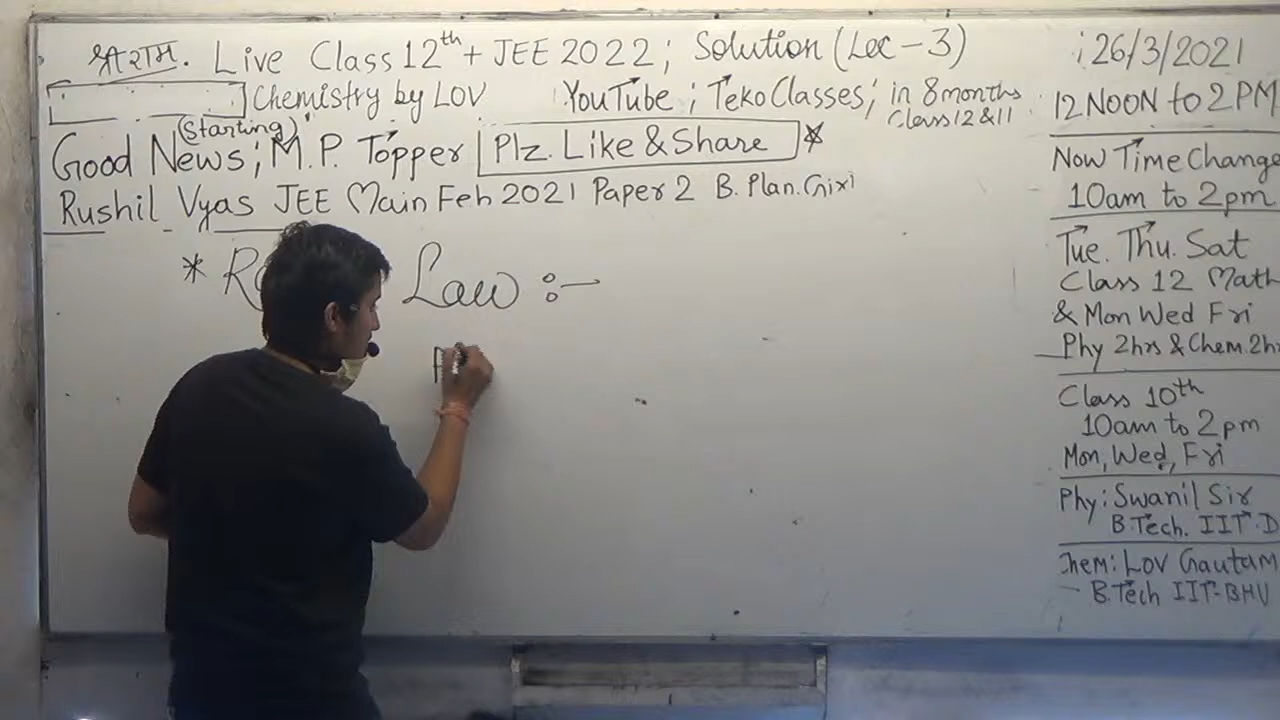 श्री राम. Live Class 12th + JEE 2022; Solution (Lec - 3)
Chemistry by LOV YouTube; TekoClasses; in 8 months
Class 12 & 11
(Starting)
Good News; M.P. Topper Plz. Like & Share *
Rushil Vyas JEE Main Feb 2021 Paper 2 B. Plan. Girl
* Law :-
26/3/2021
12 NOON to 2 PM
Now Time Change
10am to 2pm
Tue. Thu. Sat
Class 12 Math
& Mon Wed Fri
Phy 2hrs & Chem. 2hr
Class 10th
10am to 2pm
Mon, Wed, Fri
Phy: Swanil Sir
B.Tech. IIT-D
Chem: Lov Gautam
- B.Tech IIT-BHU